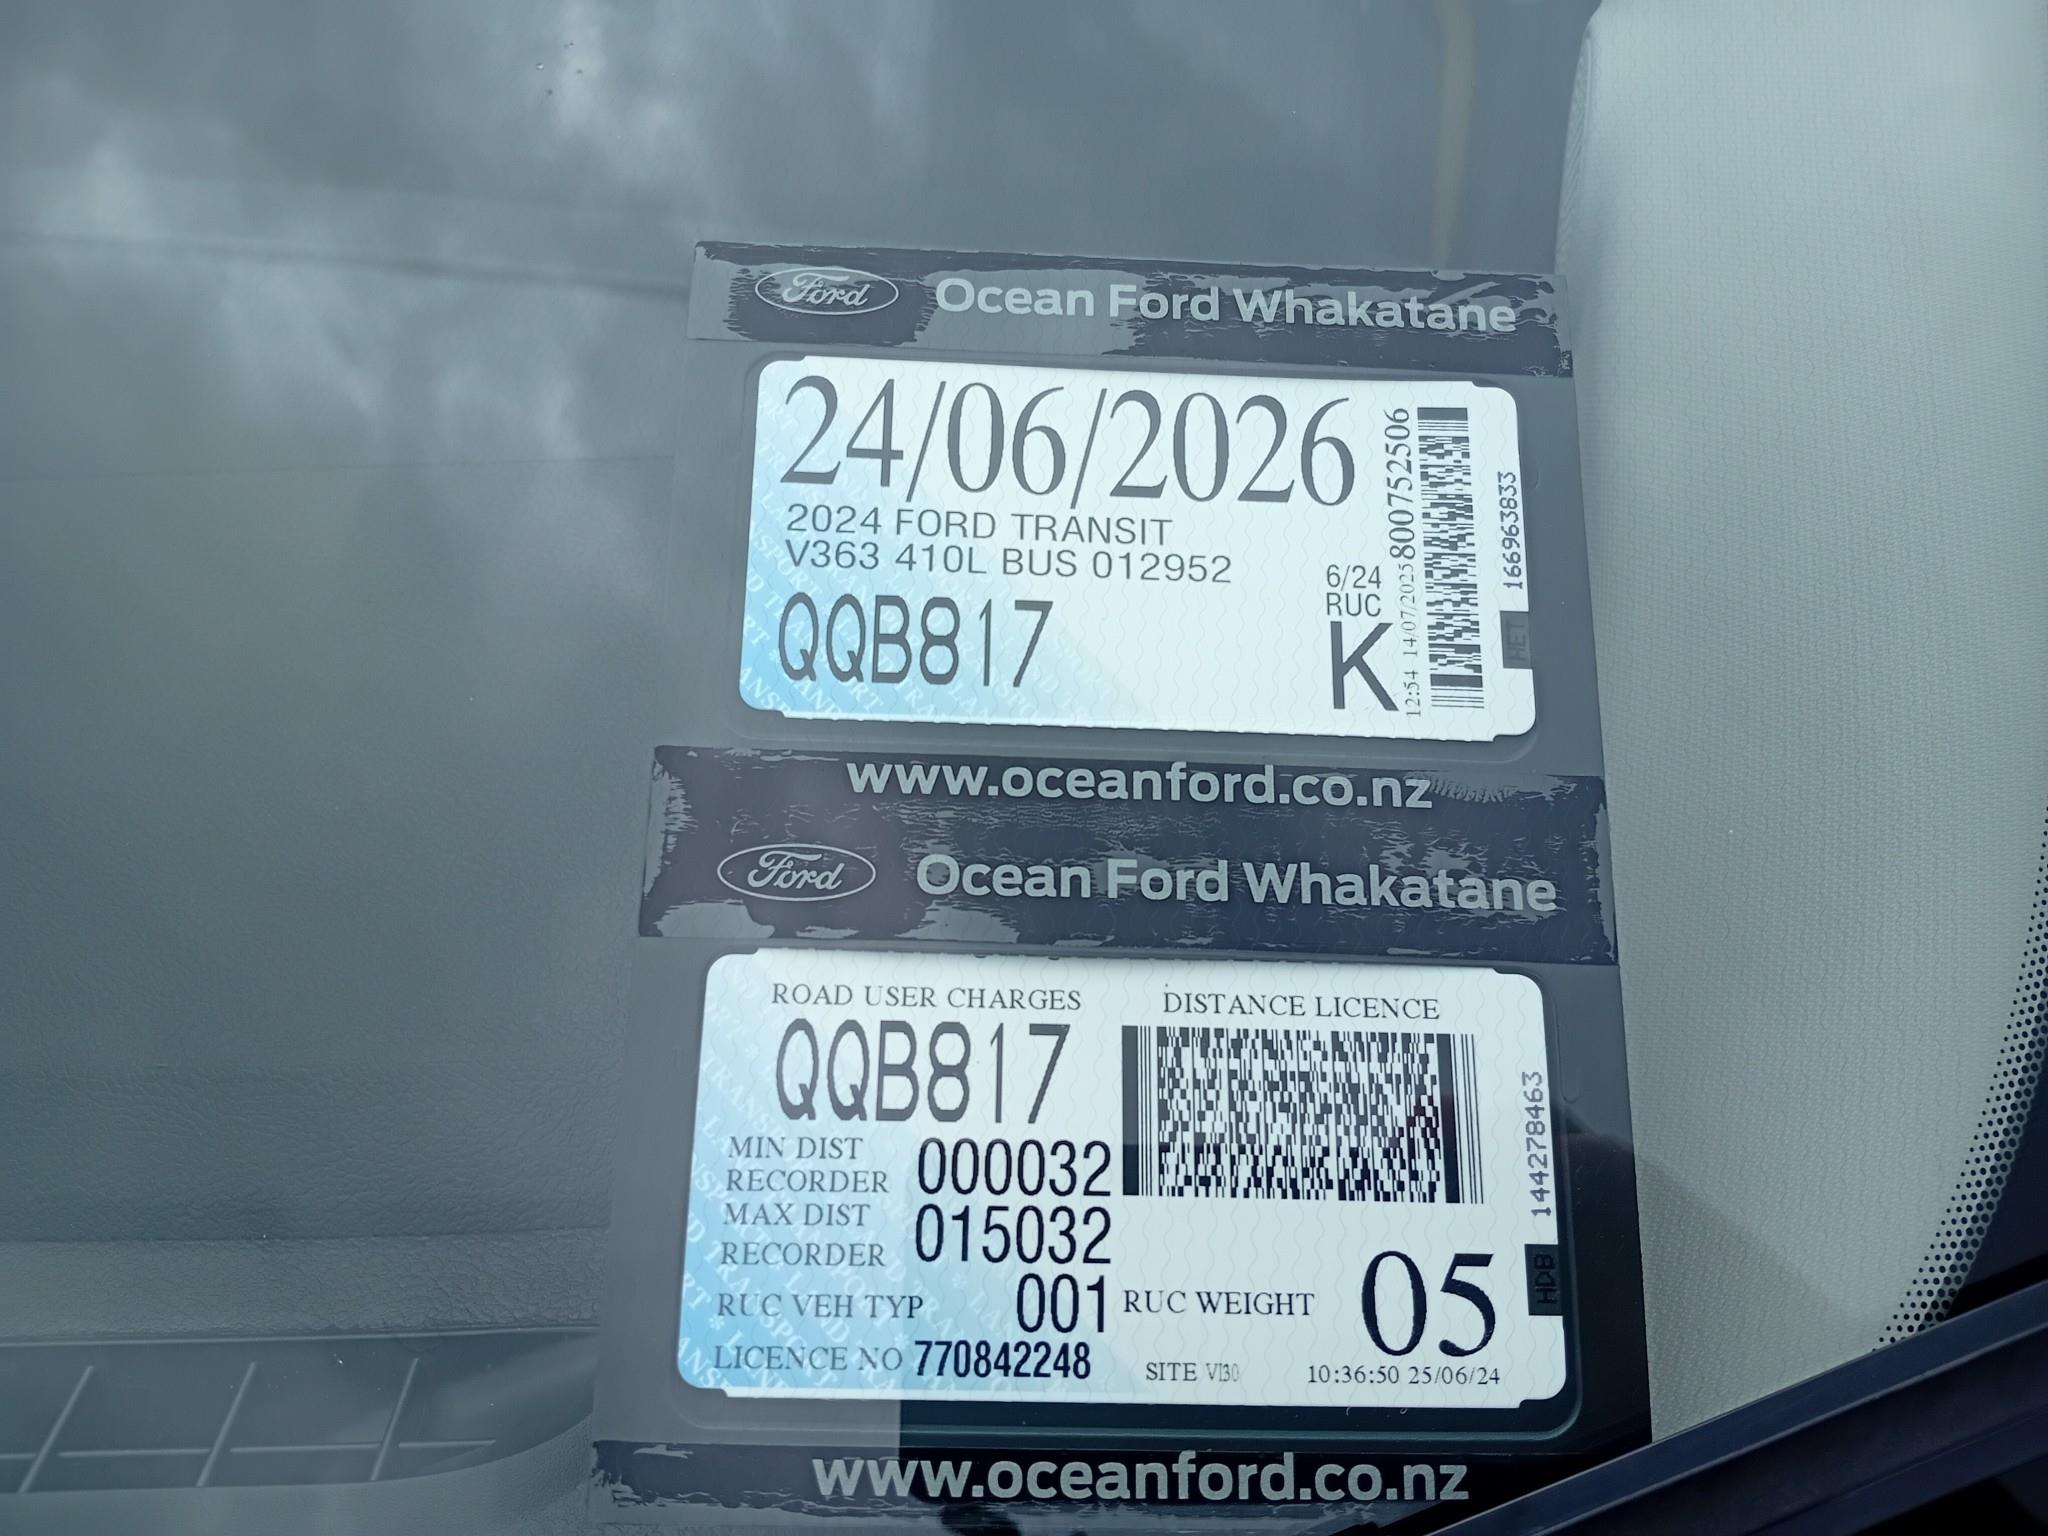 Ford Ocean Ford Whakatane
24/06/2026
2024 FORD TRANSIT
V363 410L BUS 012952
QQB817
6/24
RUC
K
12:54 14/07/2025 800752506
166963833
HET
www.oceanford.co.nz
Ford Ocean Ford Whakatane
ROAD USER CHARGES DISTANCE LICENCE
QQB817
MIN DIST
RECORDER 000032
MAX DIST
RECORDER 015032
RUC VEH TYP 001 RUC WEIGHT 05
LICENCE NO 770842248 SITE VI30 10:36:50 25/06/24
144278463
HDB
www.oceanford.co.nz